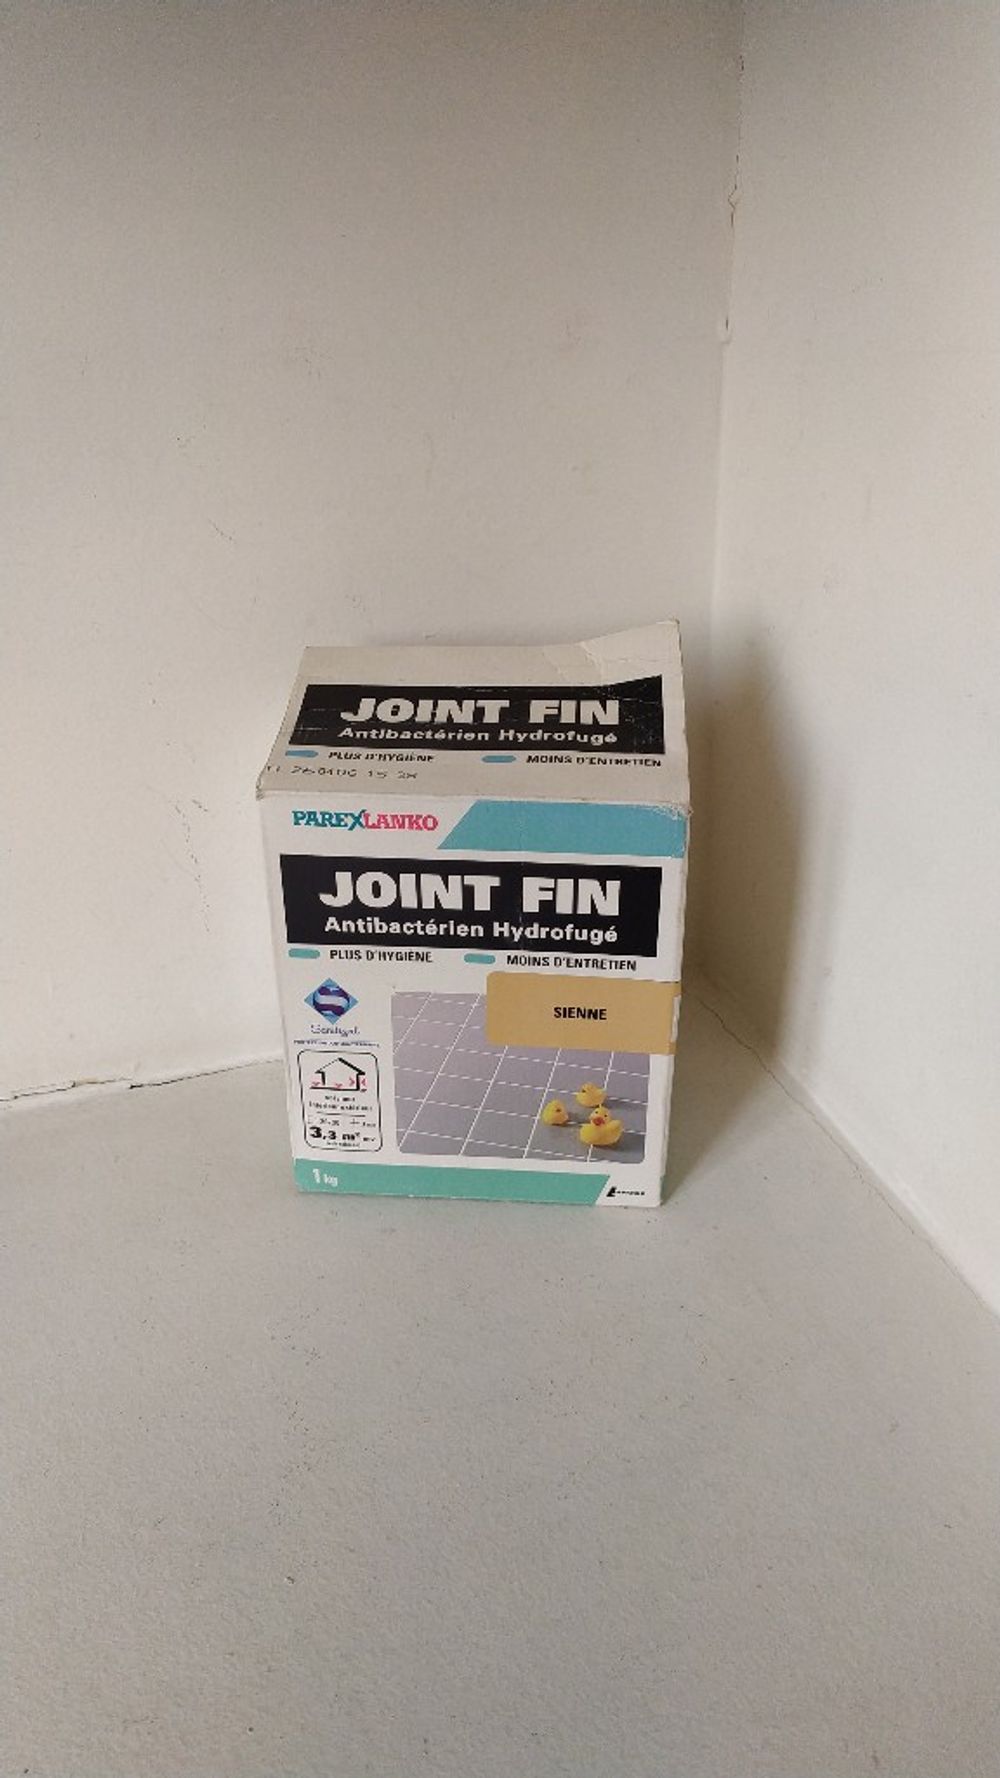 JOINT FIN
Antibactérien Hydrofugé
PLUS D'HYGIÈNE MOINS D'ENTRETIEN
PAREXLANKO
JOINT FIN
Antibactérien Hydrofugé
PLUS D'HYGIÈNE MOINS D'ENTRETIEN
SIENNE
S
3,3 m²
1 kg